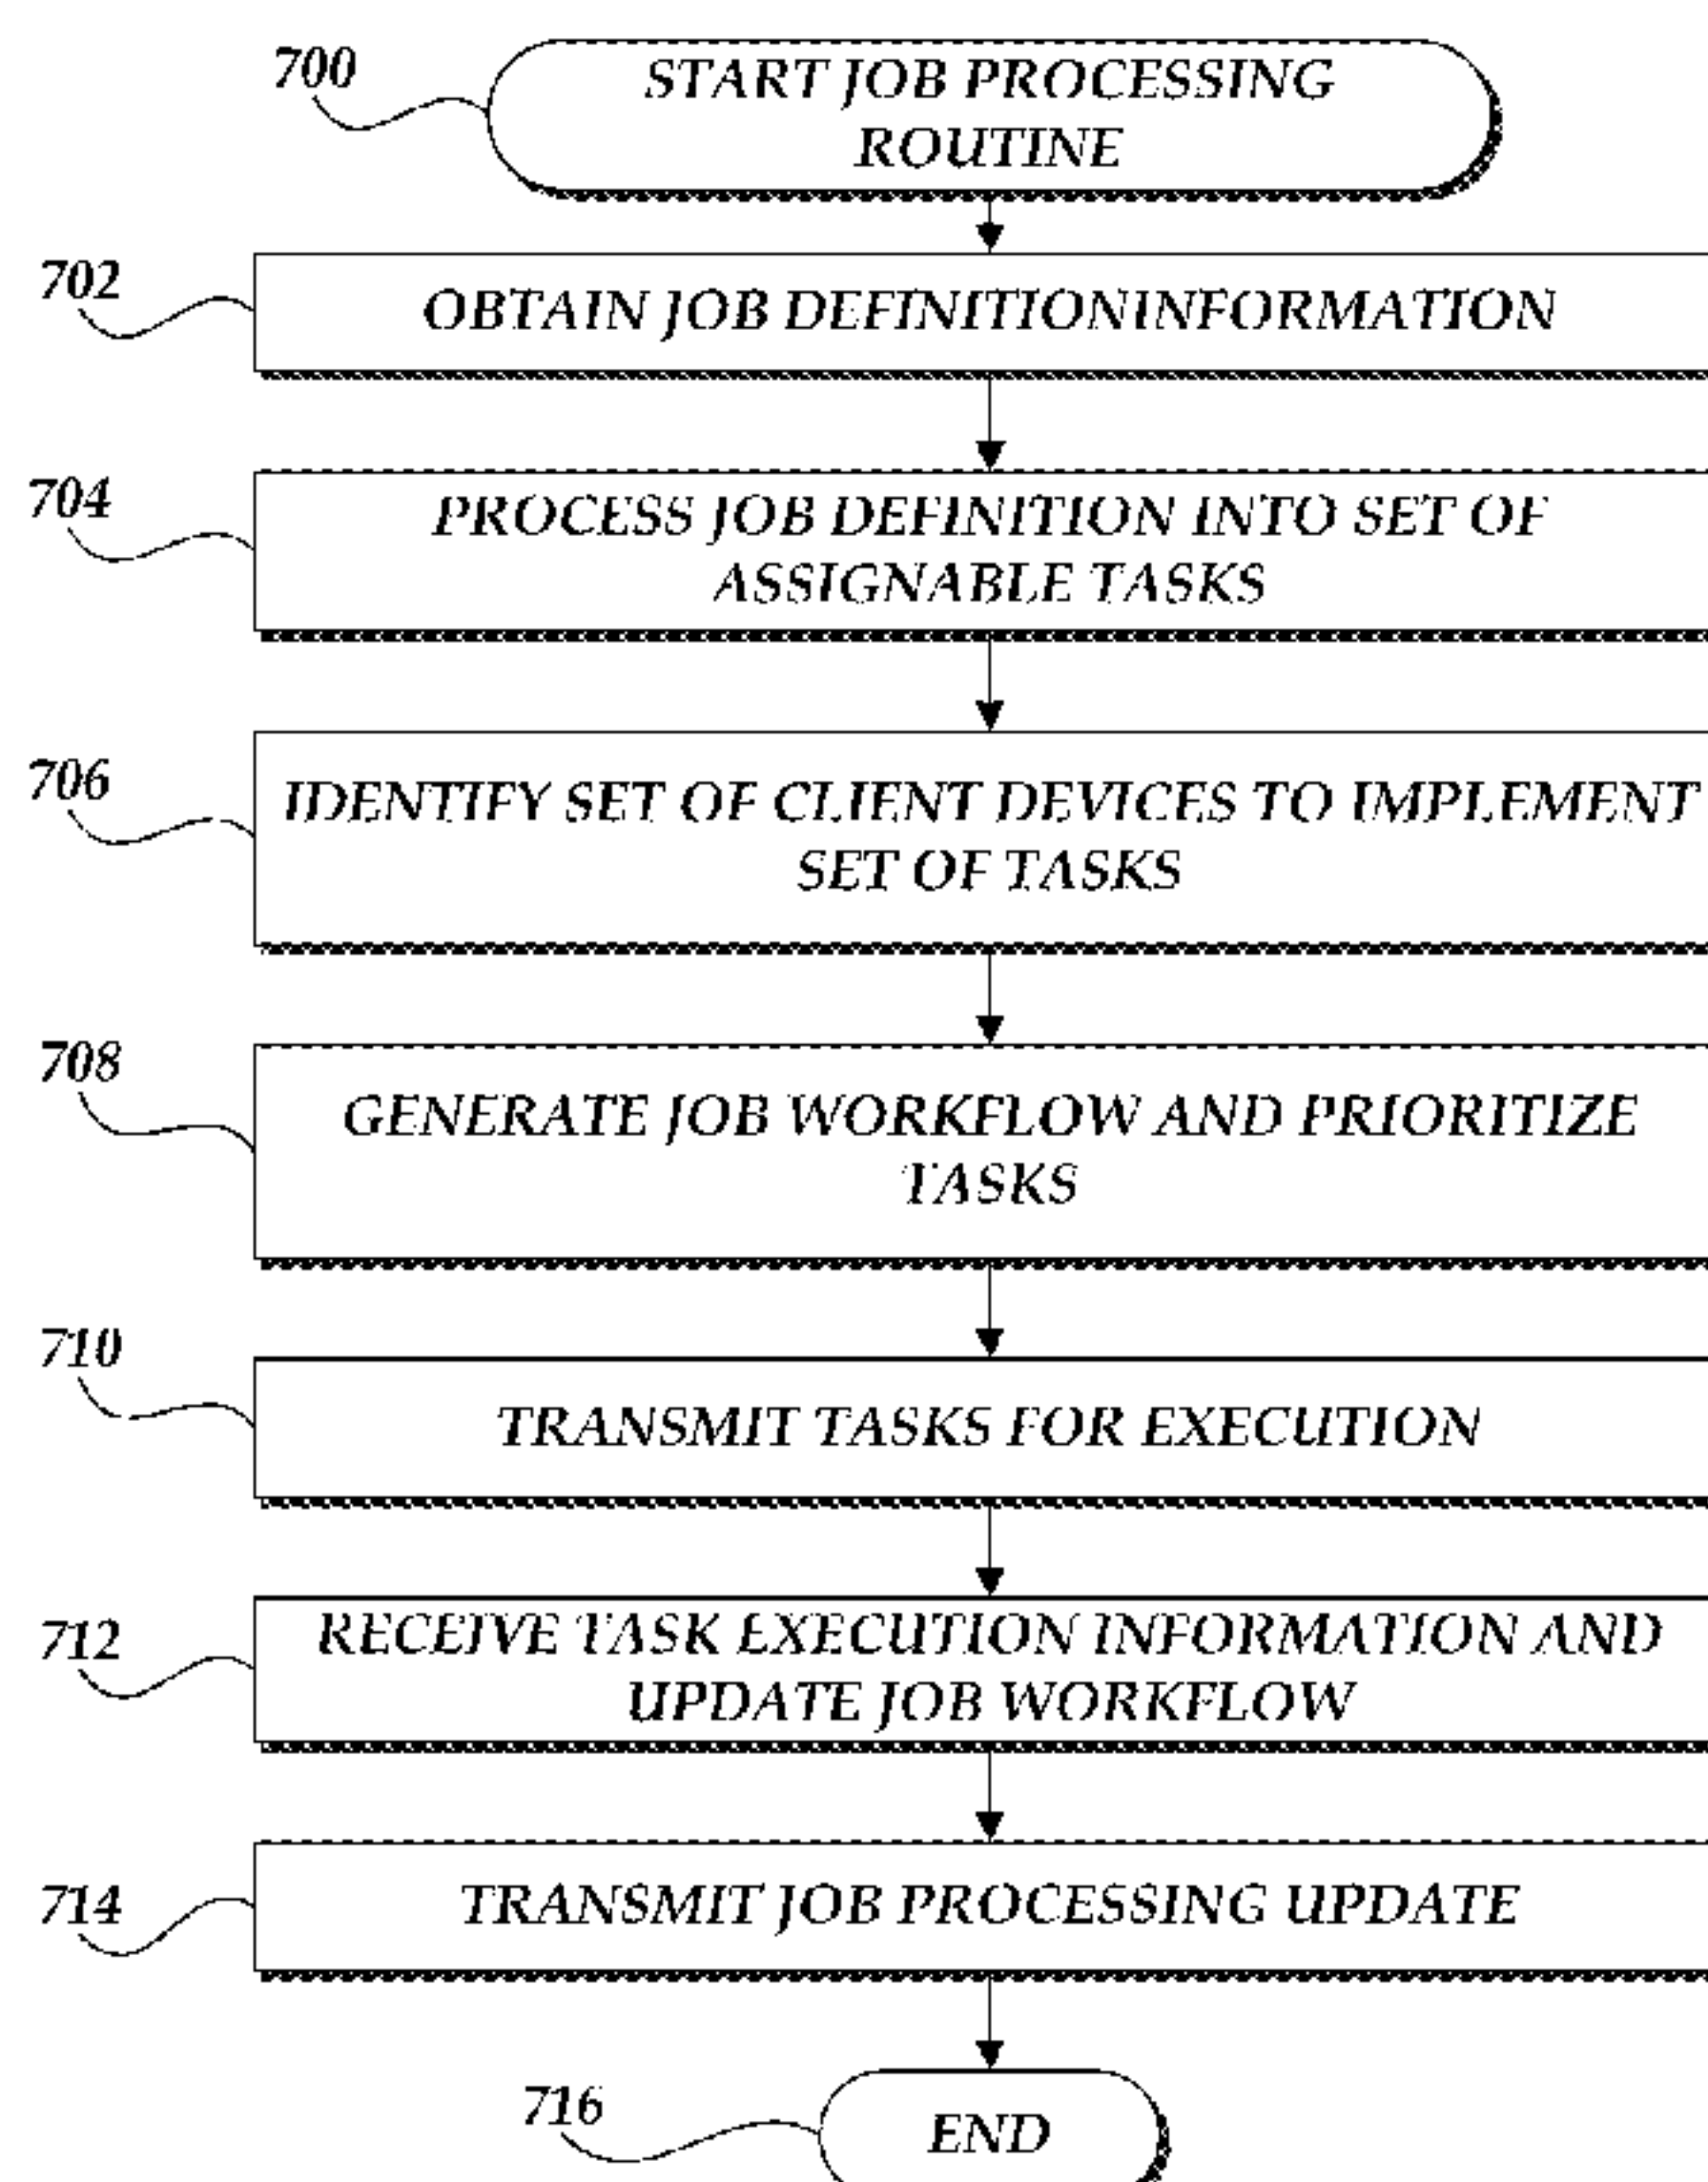 700
START JOB PROCESSING
ROUTINE
702
OBTAIN JOB DEFINITIONINFORMATION
704
PROCESS JOB DEFINITION INTO SET OF
ASSIGNABLE TASKS
706
IDENTIFY SET OF CLIENT DEVICES TO IMPLEMENT
SET OF TASKS
708
GENERATE JOB WORKFLOW AND PRIORITIZE
TASKS
710
TRANSMIT TASKS FOR EXECUTION
712
RECEIVE TASK EXECUTION INFORMATION AND
UPDATE JOB WORKFLOW
714
TRANSMIT JOB PROCESSING UPDATE
716
END